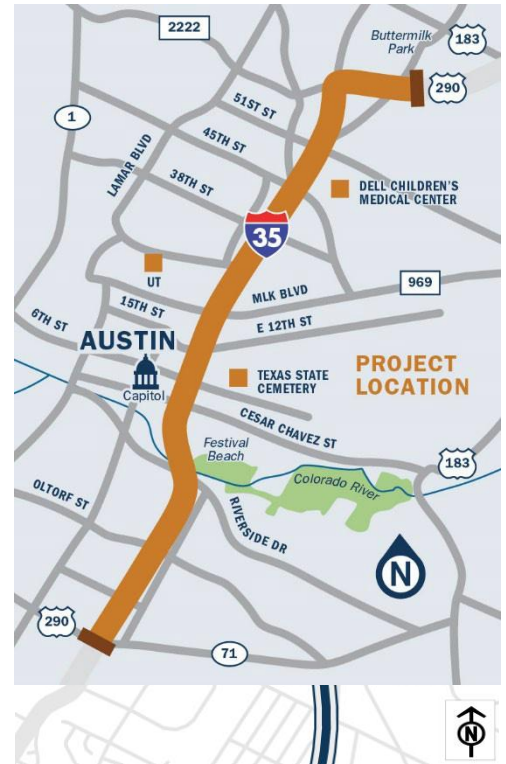 2222
Buttermilk
Park
183
290
1
51ST ST
45TH ST
LAMAR BLVD
38TH ST
DELL CHILDREN'S
MEDICAL CENTER
35
UT
MLK BLVD
969
15TH ST
6TH ST
E 12TH ST
AUSTIN
Capitol
TEXAS STATE
CEMETERY
PROJECT
LOCATION
CESAR CHAVEZ ST
Festival
Beach
Colorado River
183
OLTORF ST
RIVERSIDE DR
N
290
71
N